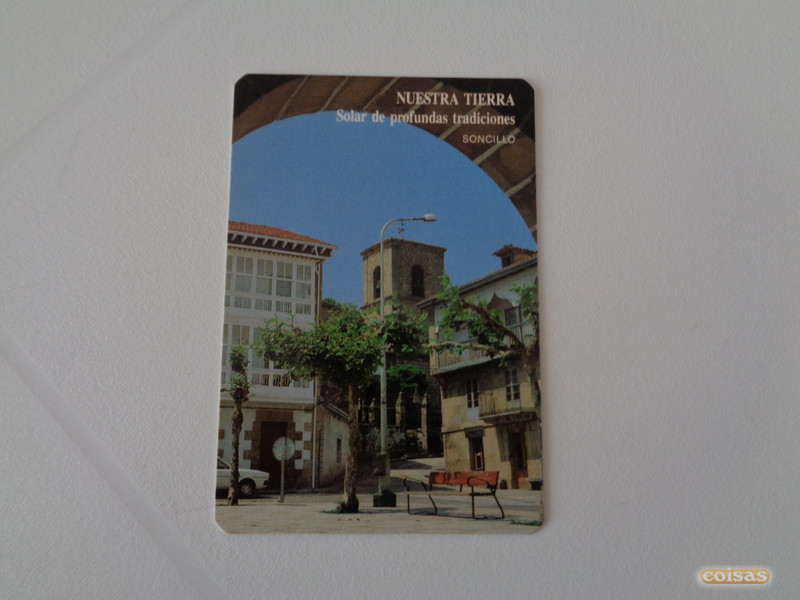 NUESTRA TIERRA
Solar de profundas tradiciones
SONCILLO
coisas